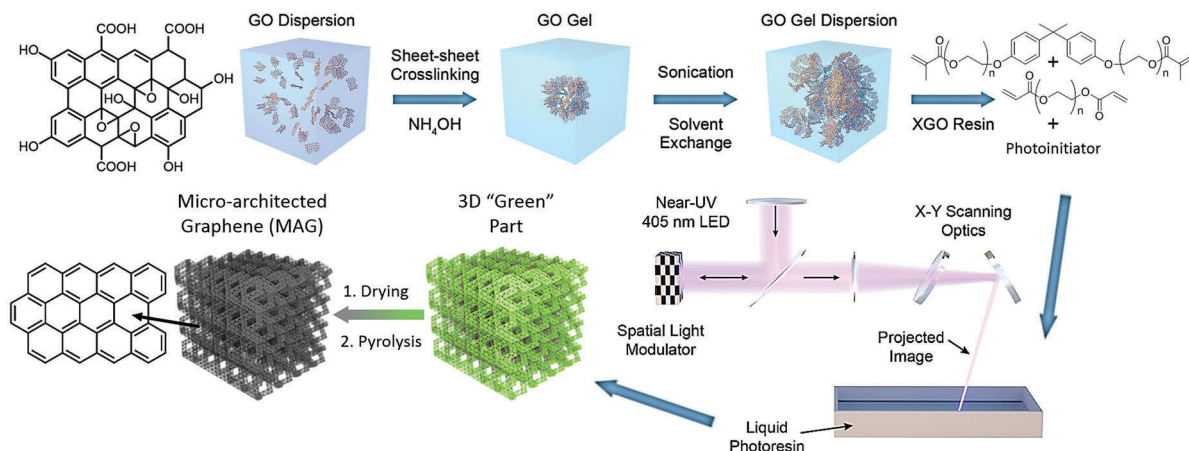 GO Dispersion
GO Gel
GO Gel Dispersion
COOH
COOH
HO
OH
HO
O
OH
O
O
HO
OH
COOH
COOH
OH
Sheet-sheet
Crosslinking
NH4OH
Sonication
Solvent
Exchange
XGO Resin
O
O
n
O
+
O
n
O
O
O
O
n
O
O
+
Photoinitiator
Micro-architected
Graphene (MAG)
3D “Green”
Part
1. Drying
2. Pyrolysis
Near-UV
405 nm LED
X-Y Scanning
Optics
Spatial Light
Modulator
Projected
Image
Liquid
Photoresin